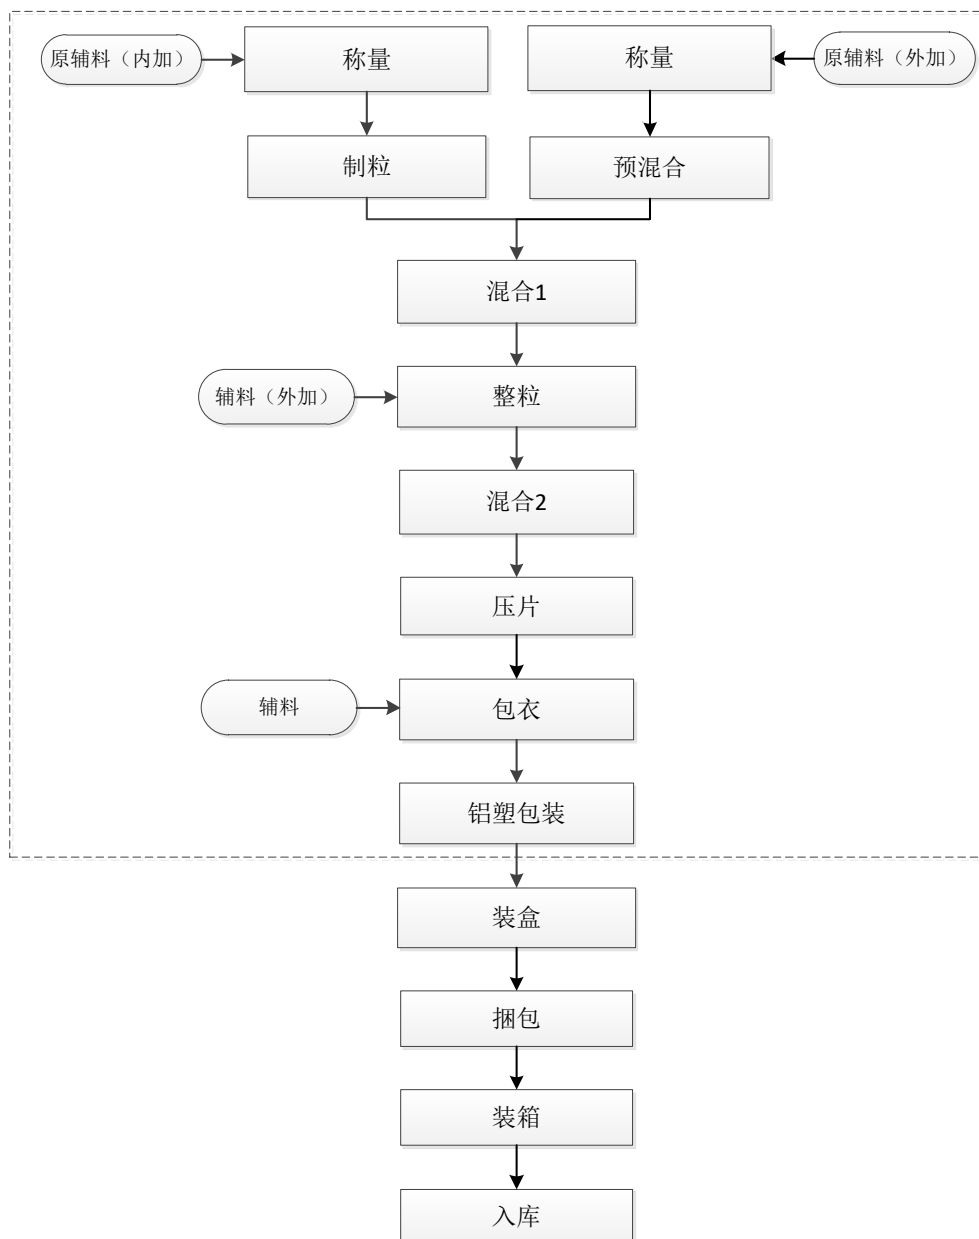 原辅料（内加）
称量
称量
原辅料（外加）
制粒
预混合
混合1
辅料（外加）
整粒
混合2
压片
辅料
包衣
铝塑包装
装盒
捆包
装箱
入库